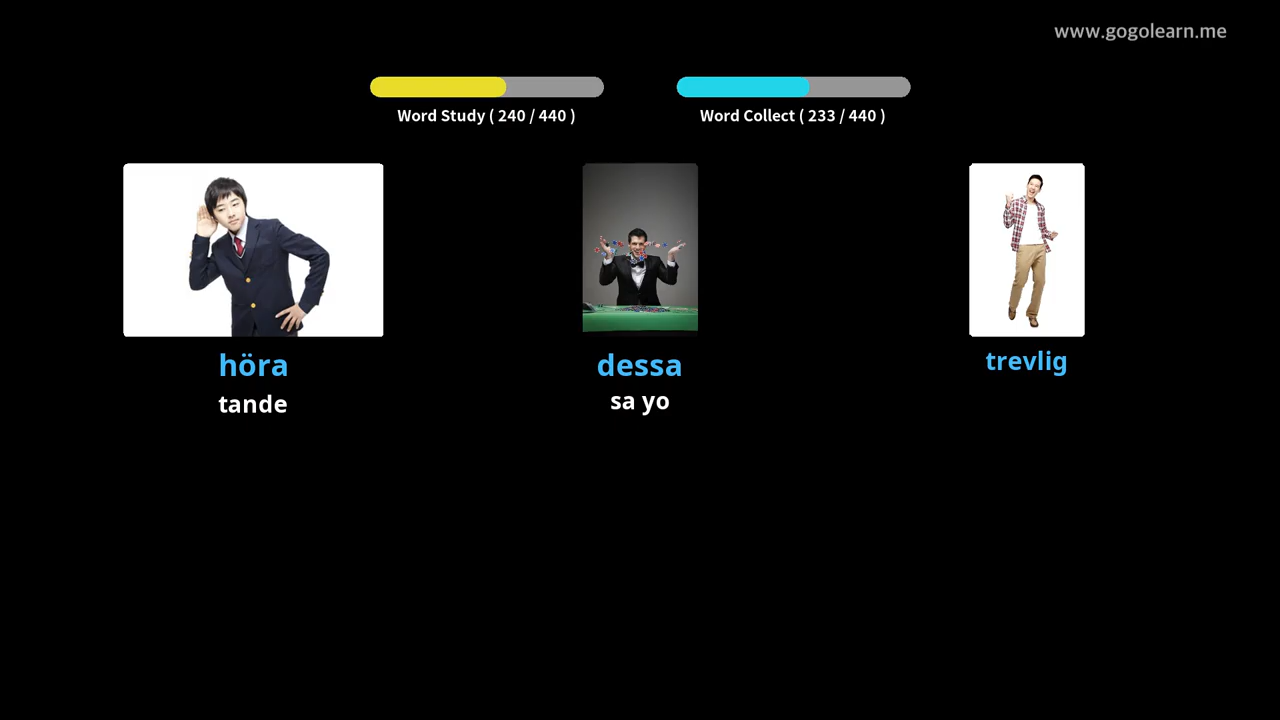 www.gogolearn.me
Word Study ( 240 / 440 )
Word Collect ( 233 / 440 )
höra
dessa
trevlig
tande
sa yo